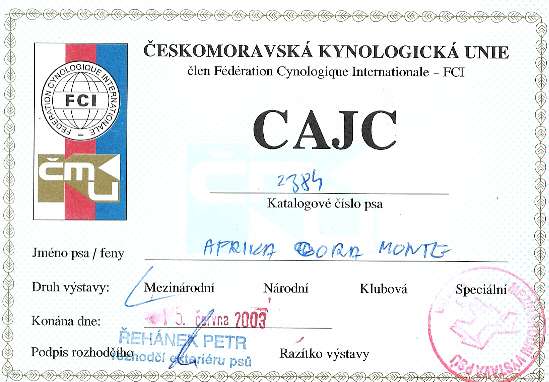 ČESKOMORAVSKÁ KYNOLOGICKÁ UNIE
člen Fédération Cynologique Internationale – FCI
FÉDÉRATION CYNOLOGIQUE INTERNATIONALE
FCI
čmku
CAJC
2384
Katalogové číslo psa
Jméno psa / feny AFRIKA BORA MONTE
Druh výstavy: Mezinárodní Národní Klubová Speciální
Konána dne: 15. června 2003
ŘEHÁNEK PETR
rozhodčí exteriéru psů
Podpis rozhodčího Razítko výstavy